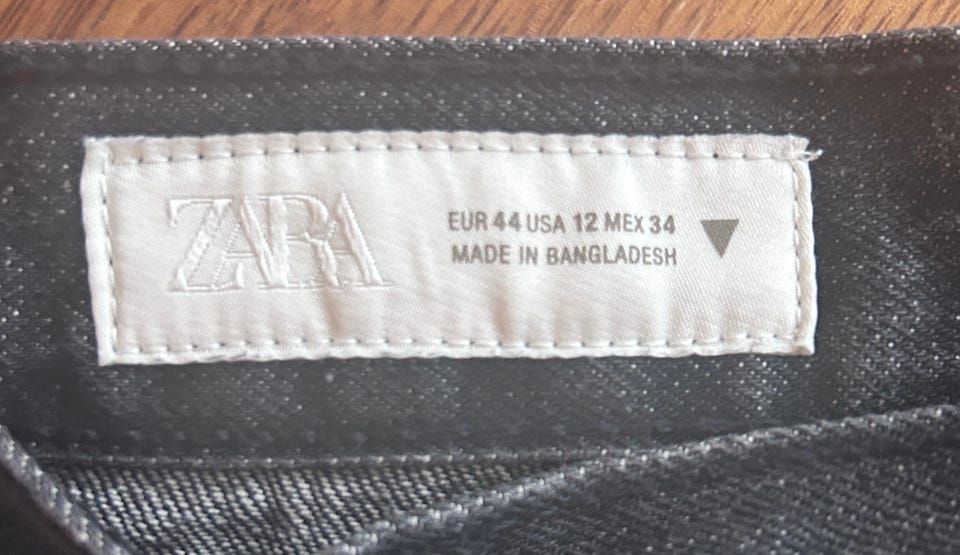 ZARA
EUR 44 USA 12 MEX 34
MADE IN BANGLADESH